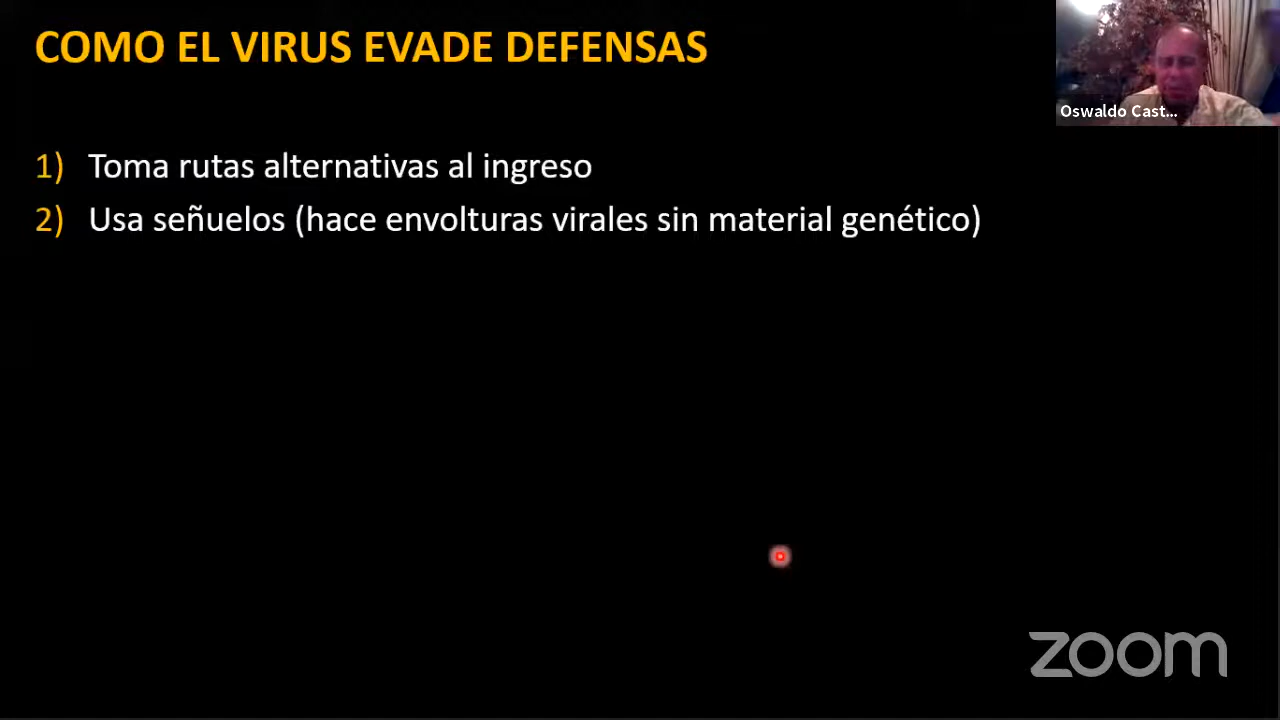 COMO EL VIRUS EVADE DEFENSAS
Oswaldo Cast...
1) Toma rutas alternativas al ingreso
2) Usa señuelos (hace envolturas virales sin material genético)
zoom